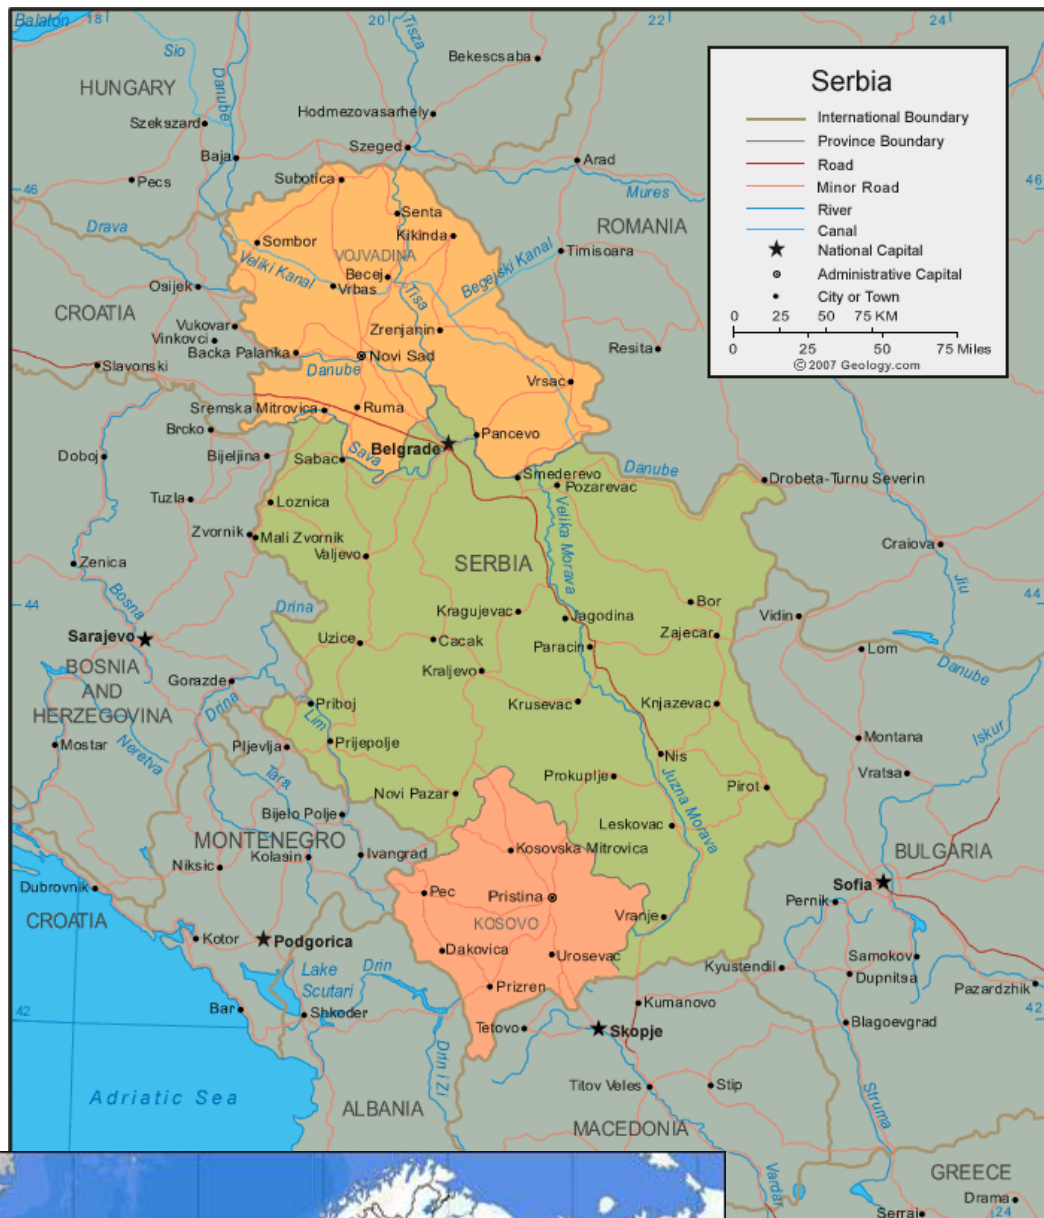 Balaton
18
20
22
24
Tisza
Sio
Bekescsaba
HUNGARY
Danube
Hodmezovasarhely
Szekszard
Szeged
Baja
Arad
Pecs
Subotica
46
Mures
46
Senta
Drava
Kikinda
ROMANIA
Sombor
VOJVADINA
Timisoara
Veliki Kanal
Becej
Begejski Kanal
Vrbas
Osijek
Tisa
CROATIA
Vukovar
Zrenjanin
Vinkovci
Backa Palanka
Novi Sad
Resita
Slavonski
Danube
Vrsac
Sremska Mitrovica
Ruma
Brcko
Pancevo
Belgrade
Sava
Doboj
Bijeljina
Sabac
Danube
Smederevo
Drobeta-Turnu Severin
Pozarevac
Tuzla
Loznica
Velika Morava
Zvornik
Mali Zvornik
Craiova
Valjevo
SERBIA
Zenica
Jiu
Bosna
44
44
Drina
Kragujevac
Bor
Jagodina
Vidin
Sarajevo
Uzice
Cacak
Zajecar
Paracin
Lom
BOSNIA
AND
HERZEGOVINA
Kraljevo
Danube
Gorazde
Drina
Priboj
Krusevac
Knjazevac
Lim
Iskur
Mostar
Neretva
Pljevlja
Prijepolje
Montana
Nis
Tara
Prokuplje
Vratsa
Novi Pazar
Juzna Morava
Pirot
Bijelo Polje
Leskovac
MONTENEGRO
Kosovska Mitrovica
BULGARIA
Kolasin
Ivangrad
Niksic
Dubrovnik
Pec
Pristina
Sofia
Pernik
CROATIA
KOSOVO
Vranje
Kotor
Podgorica
Dakovica
Urosevac
Samokov
Lake
Scutari
Drin
Kyustendil
Dupnitsa
Prizren
Pazardzhik
Bar
Shkoder
Kumanovo
42
42
Tetovo
Skopje
Blagoevgrad
Drin i Zi
Titov Veles
Stip
Adriatic Sea
ALBANIA
Struma
MACEDONIA
Vardar
GREECE
Drama
Serrai
24
Serbia
International Boundary
Province Boundary
Road
Minor Road
River
Canal
National Capital
Administrative Capital
City or Town
0 25 50 75 KM
0 25 50 75 Miles
© 2007 Geology.com